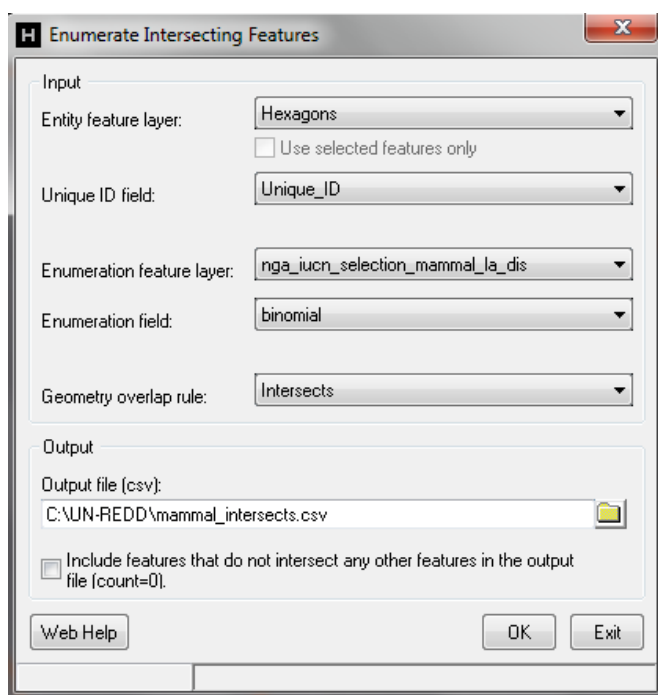 H Enumerate Intersecting Features
x
Input
Entity feature layer: Hexagons
Use selected features only
Unique ID field: Unique_ID
Enumeration feature layer: nga_iucn_selection_mammal_la_dis
Enumeration field: binomial
Geometry overlap rule: Intersects
Output
Output file (csv):
C:\UN-REDD\mammal_intersects.csv
Include features that do not intersect any other features in the output
file (count=0).
Web Help OK Exit